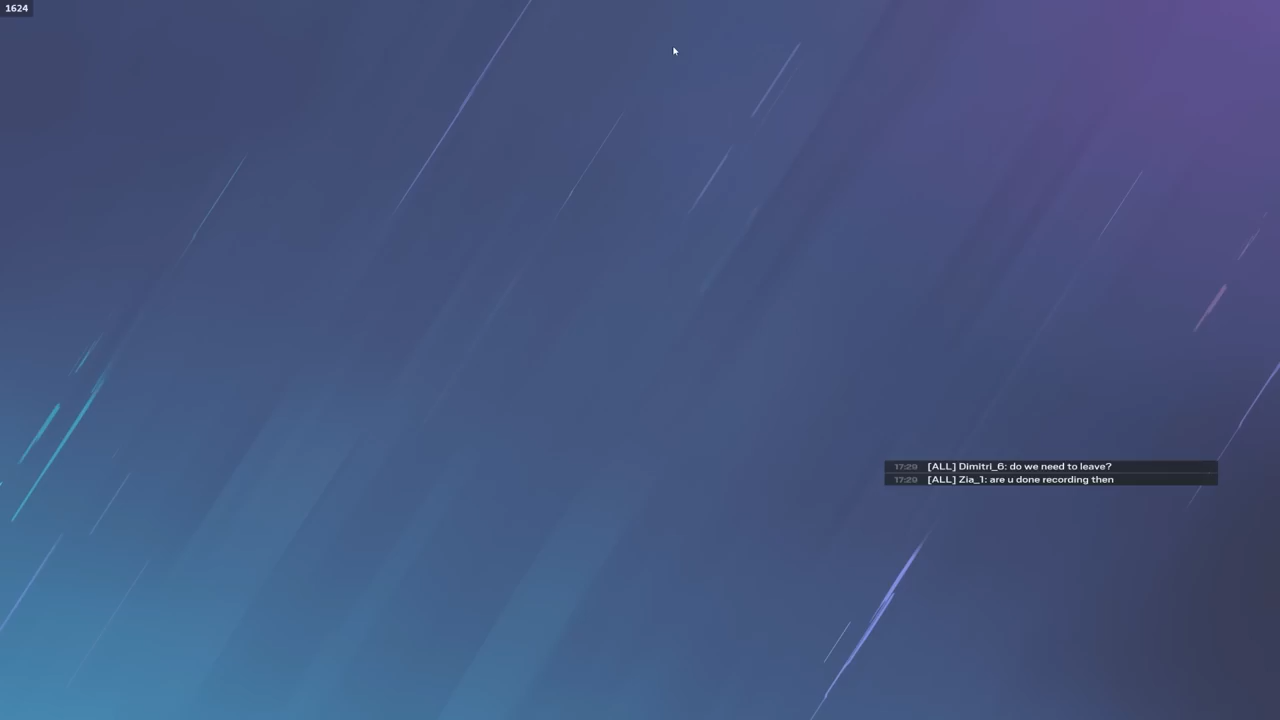 1624
17:29 [ALL] Dimitri_6: do we need to leave?
17:29 [ALL] Zia_1: are u done recording then